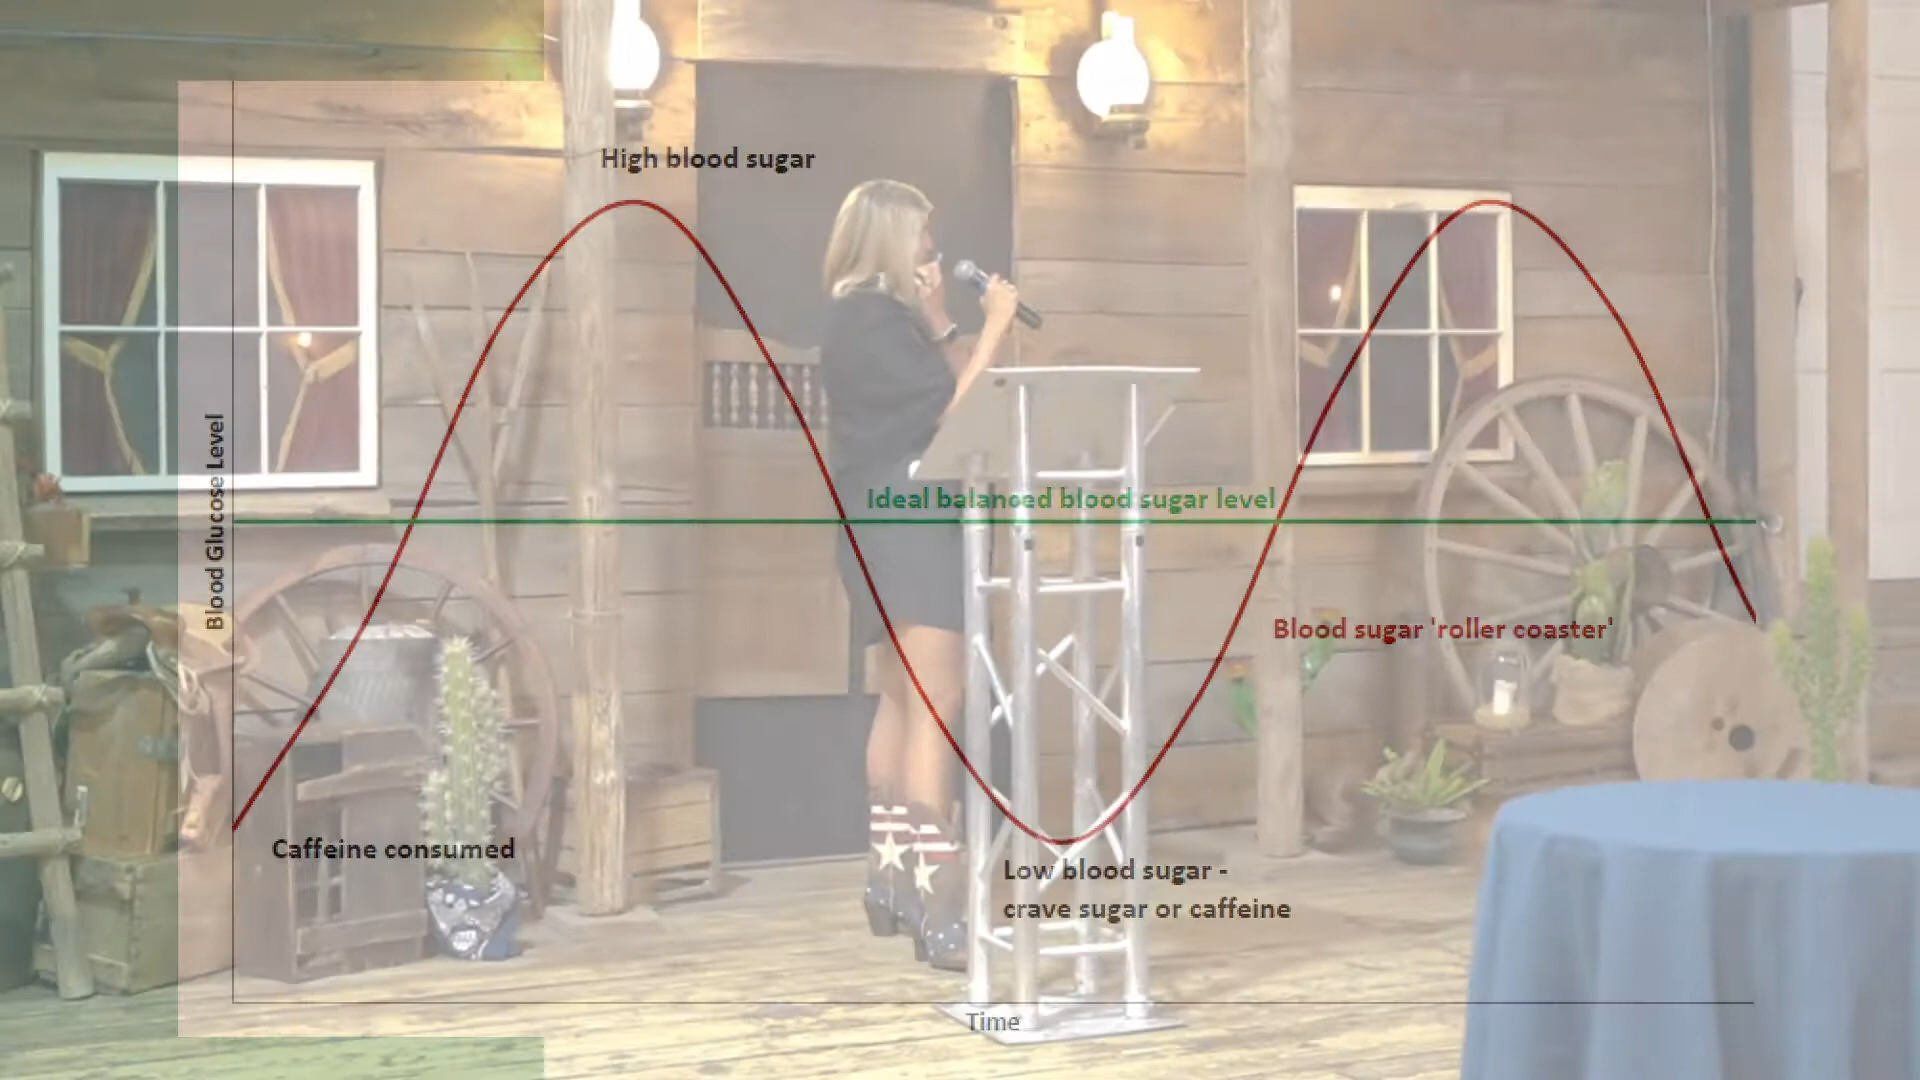 High blood sugar
Blood Glucose Level
Ideal balanced blood sugar level
Blood sugar 'roller coaster'
Caffeine consumed
Low blood sugar -
crave sugar or caffeine
Time